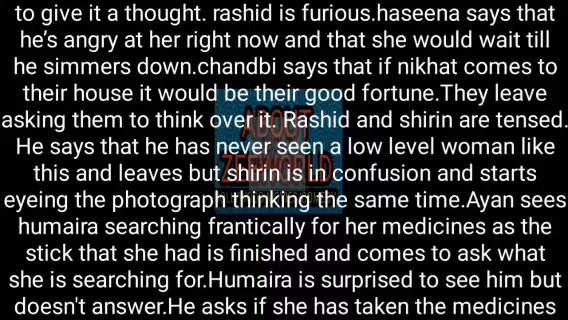 to give it a thought. rashid is furious.haseena says that
he's angry at her right now and that she would wait till
he simmers down.chandbi says that if nikhat comes to
their house it would be their good fortune.They leave
asking them to think over it. Rashid and shirin are tensed.
He says that he has never seen a low level woman like
this and leaves but shirin is in confusion and starts
eyeing the photograph thinking the same time.Ayan sees
humaira searching frantically for her medicines as the
stick that she had is finished and comes to ask what
she is searching for.Humaira is surprised to see him but
doesn't answer.He asks if she has taken the medicines
ABOUT
ZEEWORLD